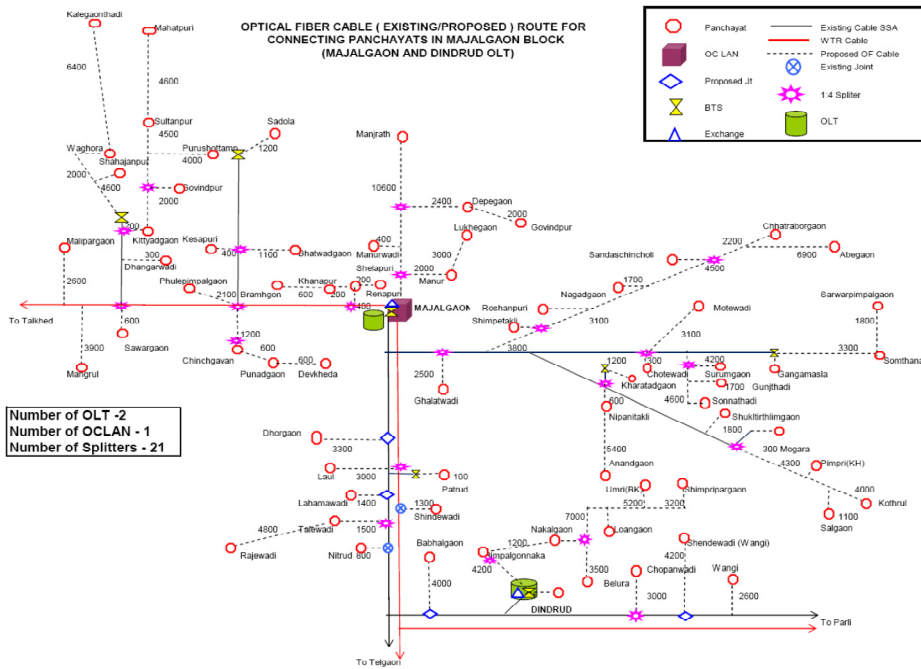 OPTICAL FIBER CABLE ( EXISTING/PROPOSED ) ROUTE FOR
CONNECTING PANCHAYATS IN MAJALGAON BLOCK
(MAJALGAON AND DINDRUD OLT)
Panchayat
OC LAN
Proposed Jt
BTS
Exchange
Existing Cable SSA
WTR Cable
Proposed OF Cable
Existing Joint
1:4 Spliter
OLT
Kalegaonthadi
Mahatpuri
6400
4600
Sultanpur
4500
Sadola
Waghora
Purushottamp
1200
4000
Shahajanpur
2000
4600
Govindpur
2000
Manjrath
10600
2400
Depegaon
2000
Govindpur
Lukhegaon
Kittyadgaon
Malipargaon
300
Dhangarwadi
Kesapuri
400
1100
Bhatwadgaon
400
Manurwadi
Shelapuri
3000
2000
Manur
Chhatraborgaon
2200
6900
Abegaon
Sandaschincholi
4500
2600
Phulepimpalgaon
2100
Bramhgon
Khanapur
600
200
200
Renapuri
400
MAJALGAON
Nagadgaon
1700
Roshanpuri
Shimpetakli
3100
Motewadi
Barwarpimpalgaon
1800
To Talkhed
600
Sawargaon
3900
Mangrul
1200
600
Chinchgavan
Punadgaon
600
Devkheda
3800
3100
3300
Somthana
2500
Ghalatwadi
1200
300
Chotewadi
Kharatadgaon
4200
Surumgaon
1700
Gangamasla
Gunjthadi
4600
Sonnathadi
600
Nipanitakli
Shukltirthlimgaon
1800
Mogara
300
Number of OLT -2
Number of OCLAN - 1
Number of Splitters - 21
Dhorgaon
3300
5400
Anandgaon
4300
Pimpri(KH)
4000
Kothrul
1100
Salgaon
Laul
3000
100
Patrud
Lahamawadi
1400
1300
Shindewadi
Umri(BK)
5200
Shimpripargaon
3200
7000
Talewadi
4800
1500
Rajewadi
Nitrud
800
Babhalgaon
4000
Nakalgaon
1200
4200
Loangaon
3500
Belura
Shendewadi (Wangi)
4200
Chopanwadi
3000
Wangi
2600
DINDRUD
To Parli
To Telgaon